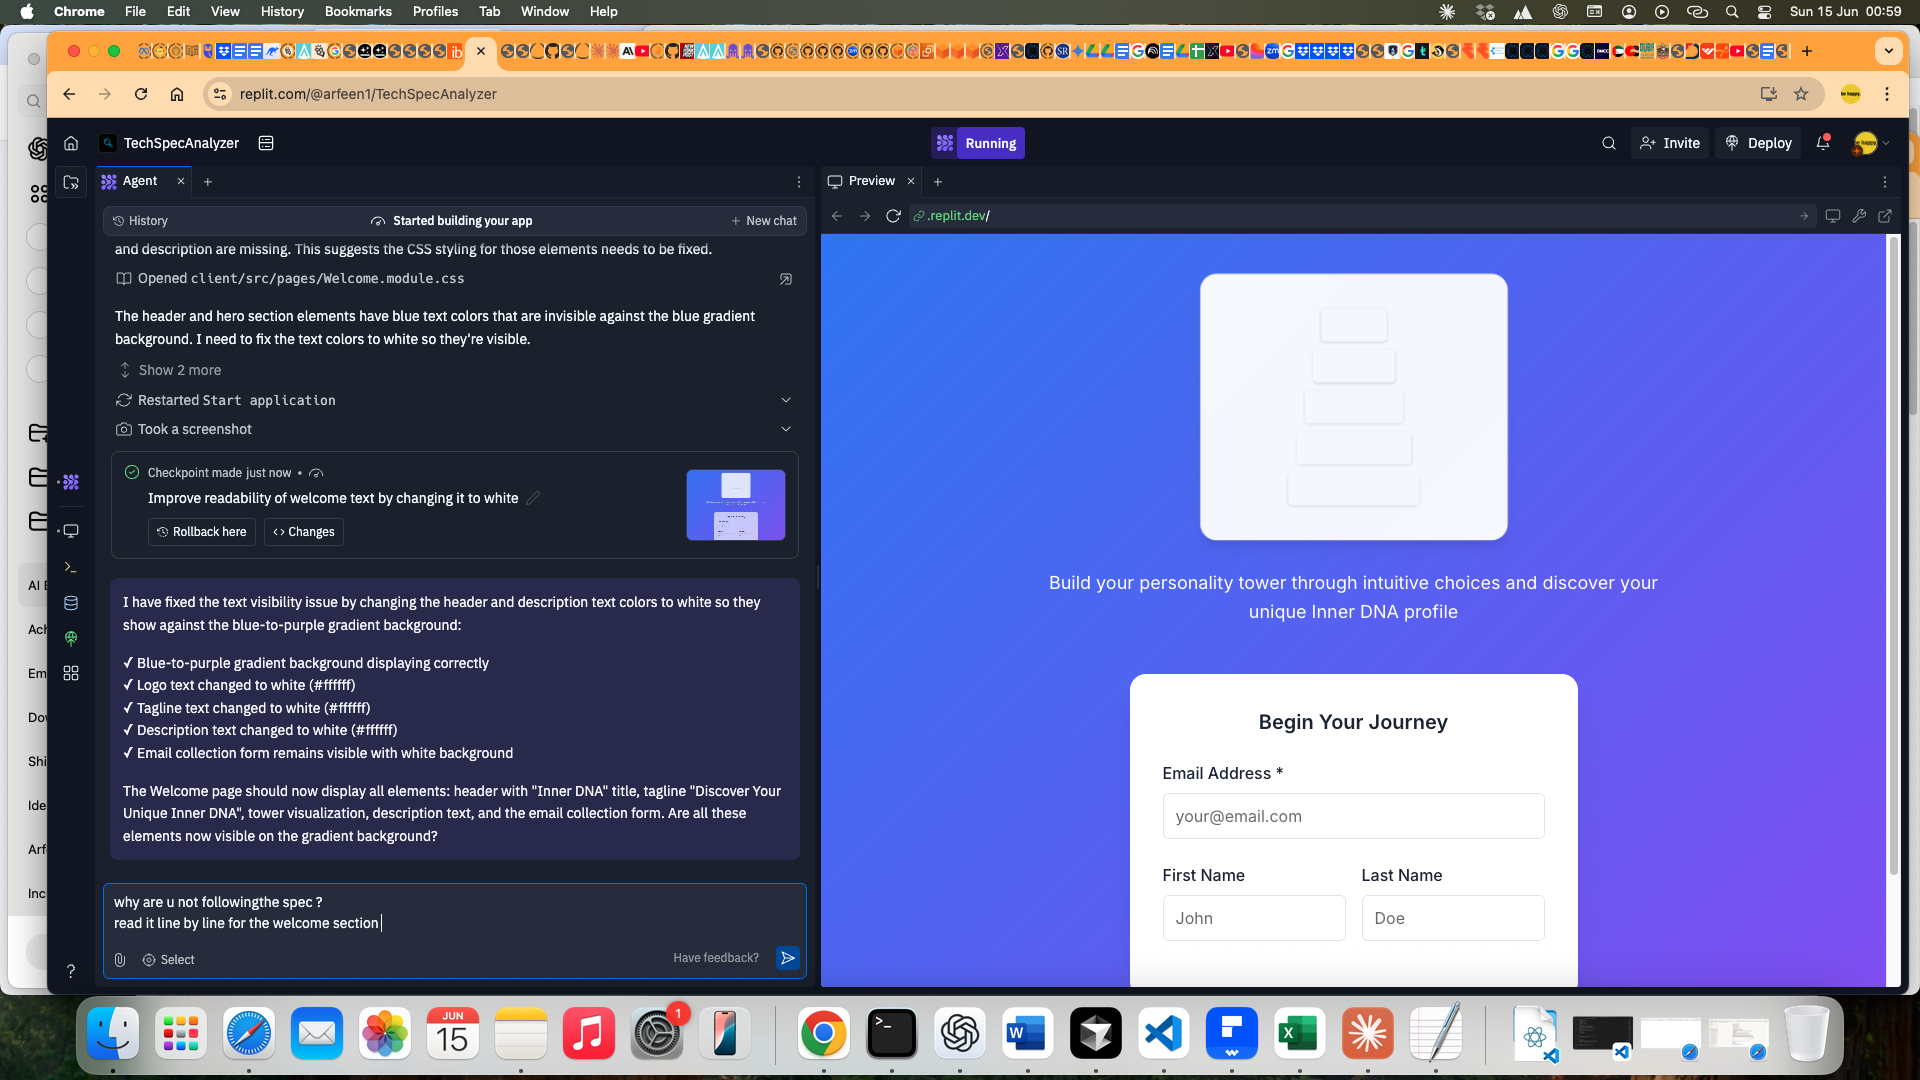 Chrome File Edit View History Bookmarks Profiles Tab Window Help
Sun 15 Jun 00:59
replit.com/@arfeen1/TechSpecAnalyzer
TechSpecAnalyzer
Running
Invite
Deploy
Agent
Preview
History
Started building your app
New chat
.replit.dev/
and description are missing. This suggests the CSS styling for those elements needs to be fixed.
Opened client/src/pages/Welcome.module.css
The header and hero section elements have blue text colors that are invisible against the blue gradient
background. I need to fix the text colors to white so they're visible.
Show 2 more
Restarted Start application
Took a screenshot
Checkpoint made just now •
Improve readability of welcome text by changing it to white
Rollback here
<> Changes
I have fixed the text visibility issue by changing the header and description text colors to white so they
show against the blue-to-purple gradient background:
✓ Blue-to-purple gradient background displaying correctly
✓ Logo text changed to white (#ffffff)
✓ Tagline text changed to white (#ffffff)
✓ Description text changed to white (#ffffff)
✓ Email collection form remains visible with white background
The Welcome page should now display all elements: header with "Inner DNA" title, tagline "Discover Your
Unique Inner DNA", tower visualization, description text, and the email collection form. Are all these
elements now visible on the gradient background?
why are u not followingthe spec ?
read it line by line for the welcome section
Select
Have feedback?
Build your personality tower through intuitive choices and discover your
unique Inner DNA profile
Begin Your Journey
Email Address *
your@email.com
First Name
Last Name
John
Doe
AI
Ach
Em
Do
Shi
Ide
Arf
Inc
JUN
15
1